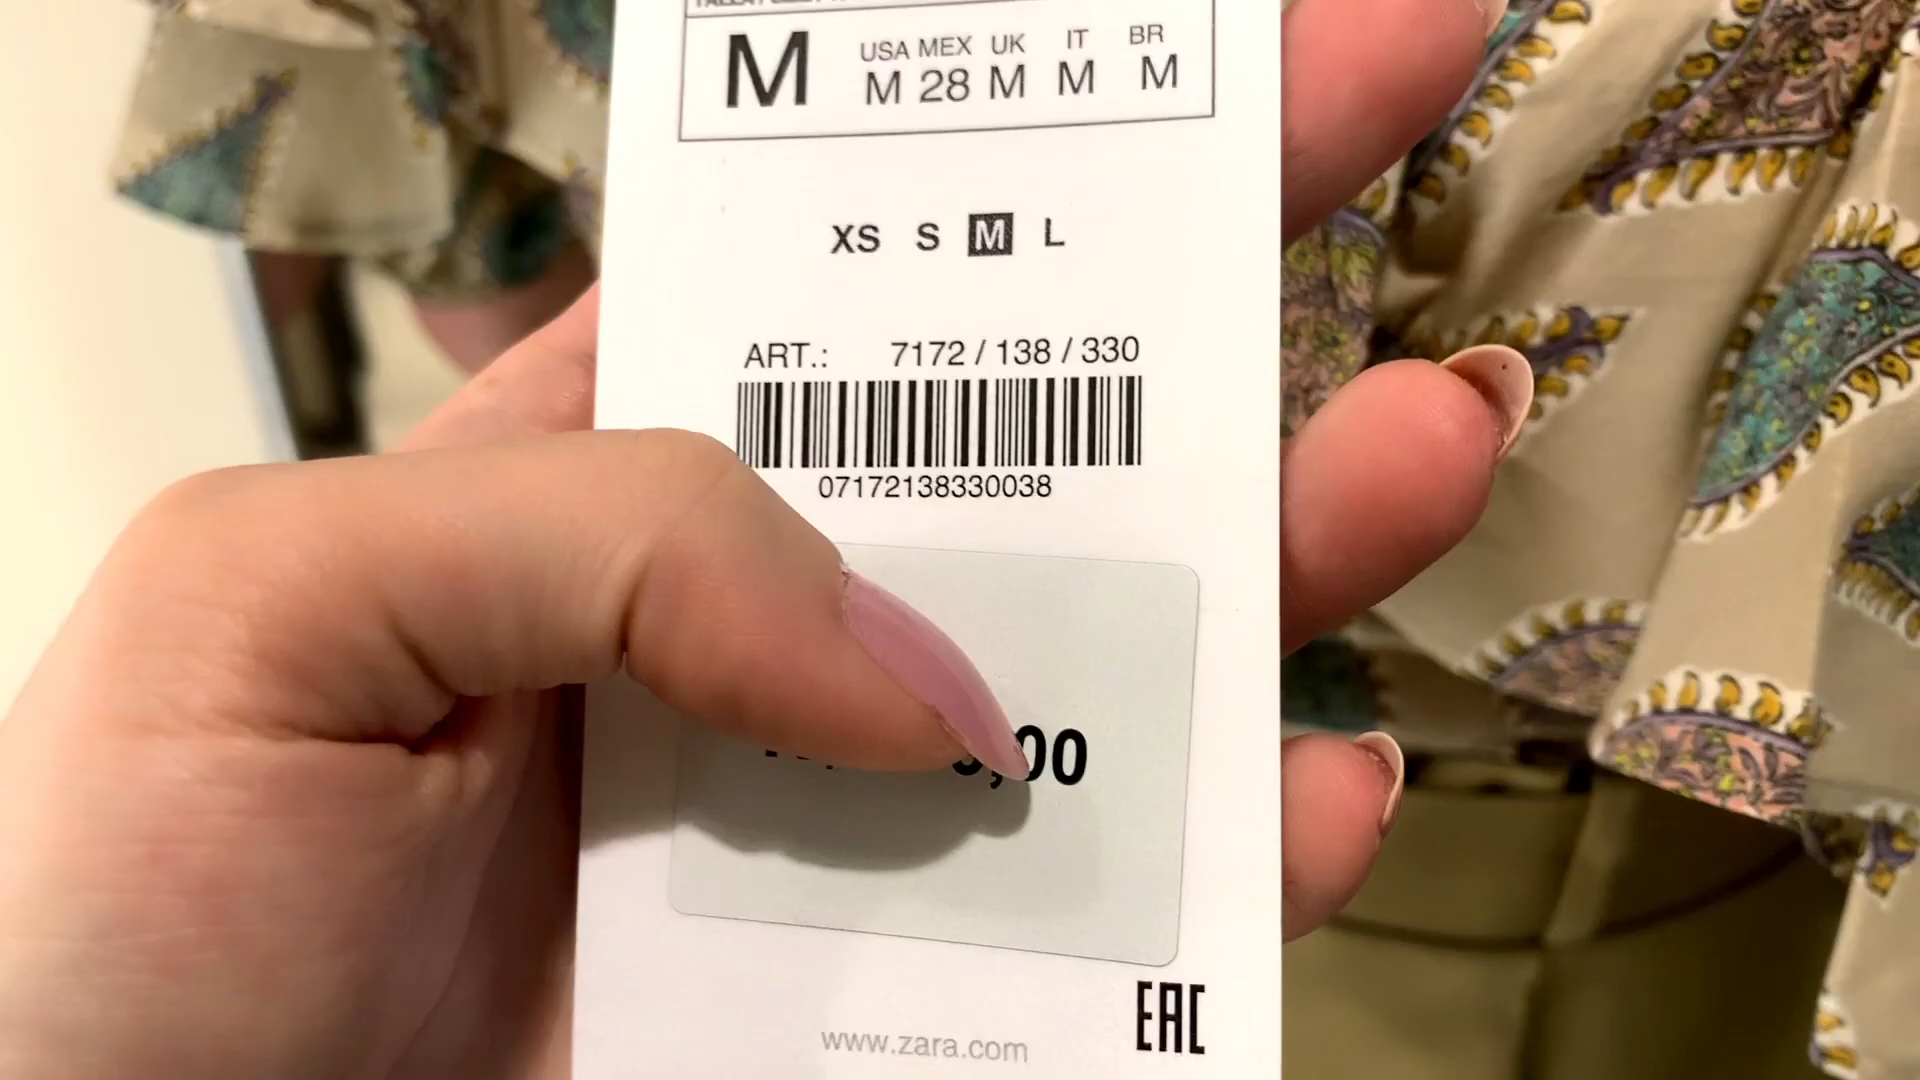 M
USA MEX UK IT BR
M 28 M M M
XS S M L
ART.: 7172 / 138 / 330
07172138330038
,00
www.zara.com
EAC